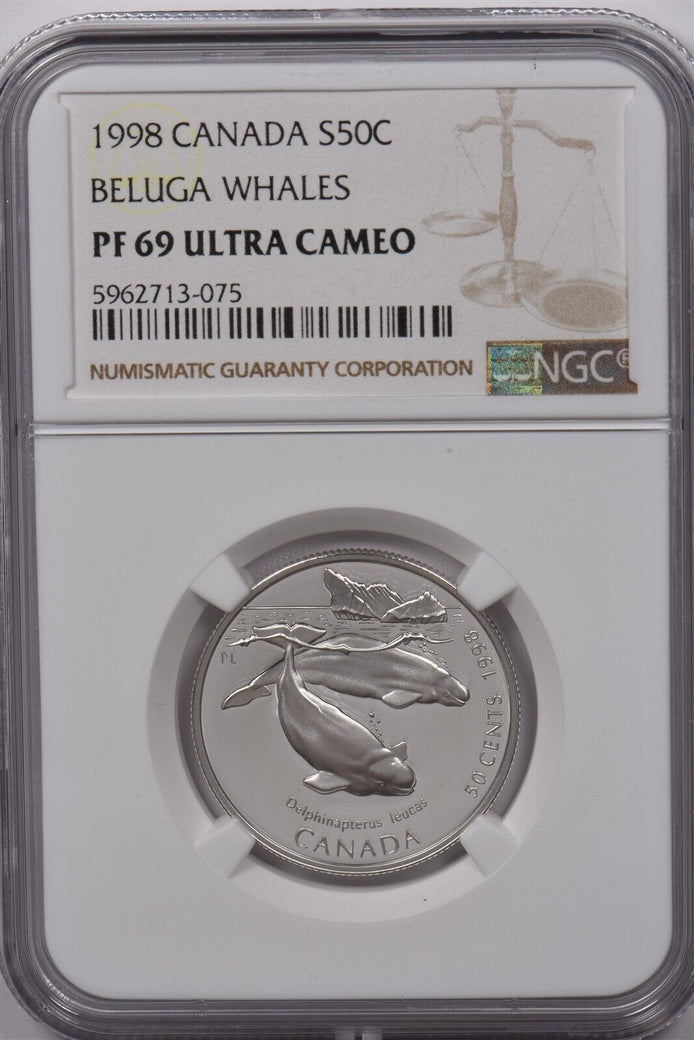 1998 CANADA S50C
BELUGA WHALES
PF 69 ULTRA CAMEO
5962713-075
NUMISMATIC GUARANTY CORPORATION
NGC®
PL
50 CENTS 1998
Delphinapterus leucas
CANADA